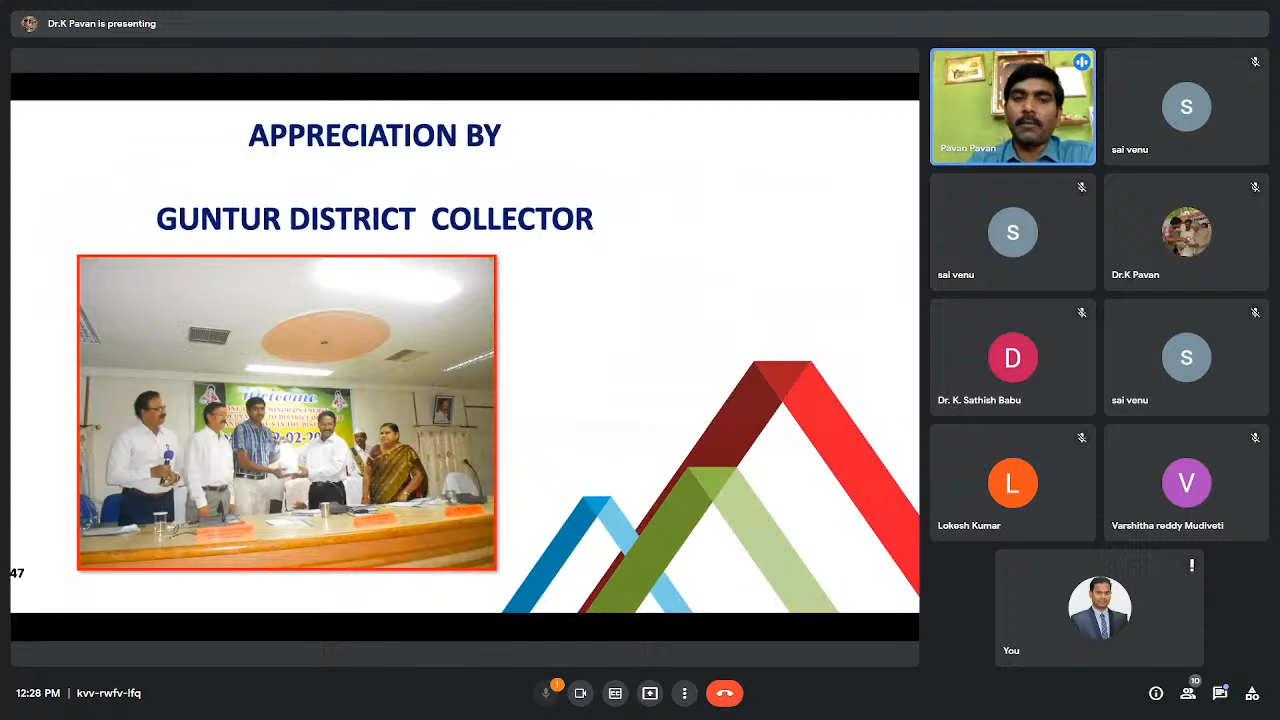 Dr.K Pavan is presenting
APPRECIATION BY
GUNTUR DISTRICT COLLECTOR
Welcome
47
Pavan Pavan
S
sai venu
S
sai venu
Dr.K Pavan
D
Dr. K. Sathish Babu
S
sai venu
L
Lokesh Kumar
V
Varshitha reddy Mudiveti
You
12:28 PM | kvv-rwfv-lfq
10